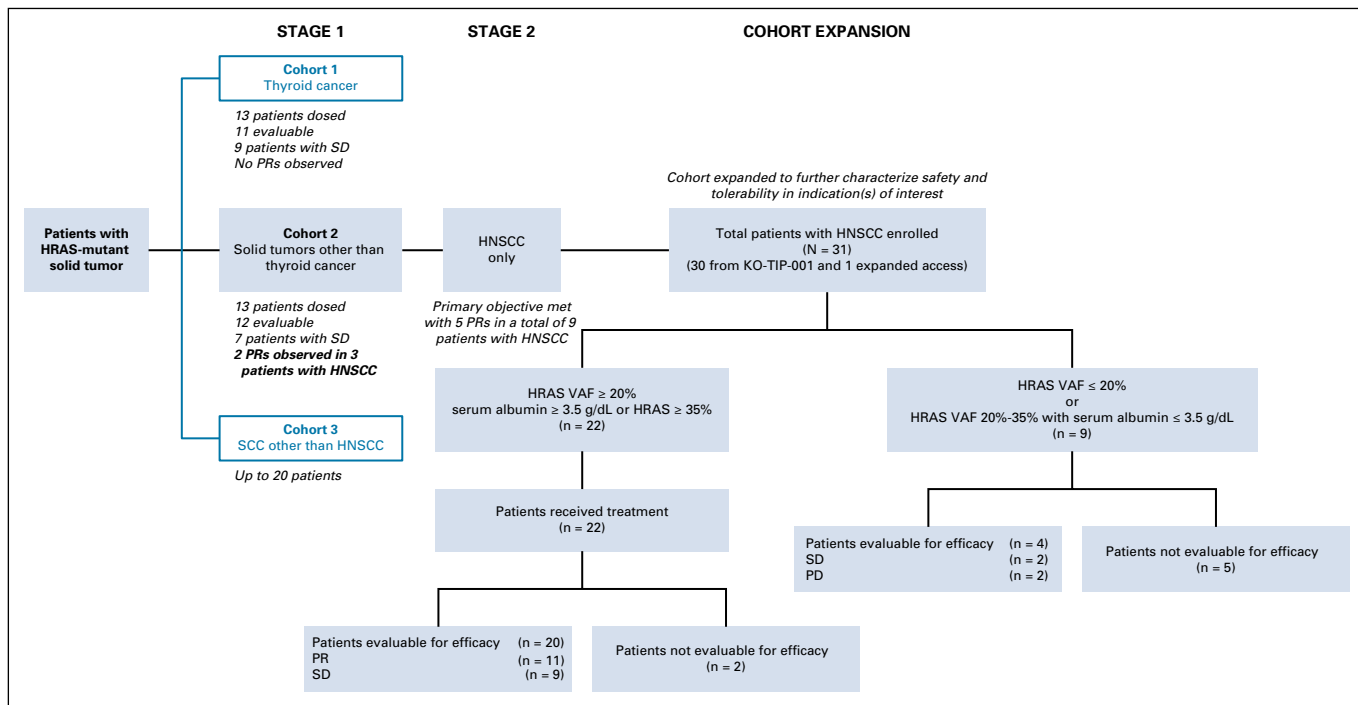 STAGE 1
STAGE 2
COHORT EXPANSION
Cohort 1
Thyroid cancer
13 patients dosed
11 evaluable
9 patients with SD
No PRs observed
Cohort expanded to further characterize safety and
tolerability in indication(s) of interest
Patients with
HRAS-mutant
solid tumor
Cohort 2
Solid tumors other than
thyroid cancer
HNSCC
only
Total patients with HNSCC enrolled
(N = 31)
(30 from KO-TIP-001 and 1 expanded access)
13 patients dosed
12 evaluable
7 patients with SD
2 PRs observed in 3
patients with HNSCC
Primary objective met
with 5 PRs in a total of 9
patients with HNSCC
Cohort 3
SCC other than HNSCC
Up to 20 patients
HRAS VAF ≥ 20%
serum albumin ≥ 3.5 g/dL or HRAS ≥ 35%
(n = 22)
HRAS VAF ≤ 20%
or
HRAS VAF 20%-35% with serum albumin ≤ 3.5 g/dL
(n = 9)
Patients received treatment
(n = 22)
Patients evaluable for efficacy (n = 4)
SD (n = 2)
PD (n = 2)
Patients not evaluable for efficacy
(n = 5)
Patients evaluable for efficacy (n = 20)
PR (n = 11)
SD (n = 9)
Patients not evaluable for efficacy
(n = 2)